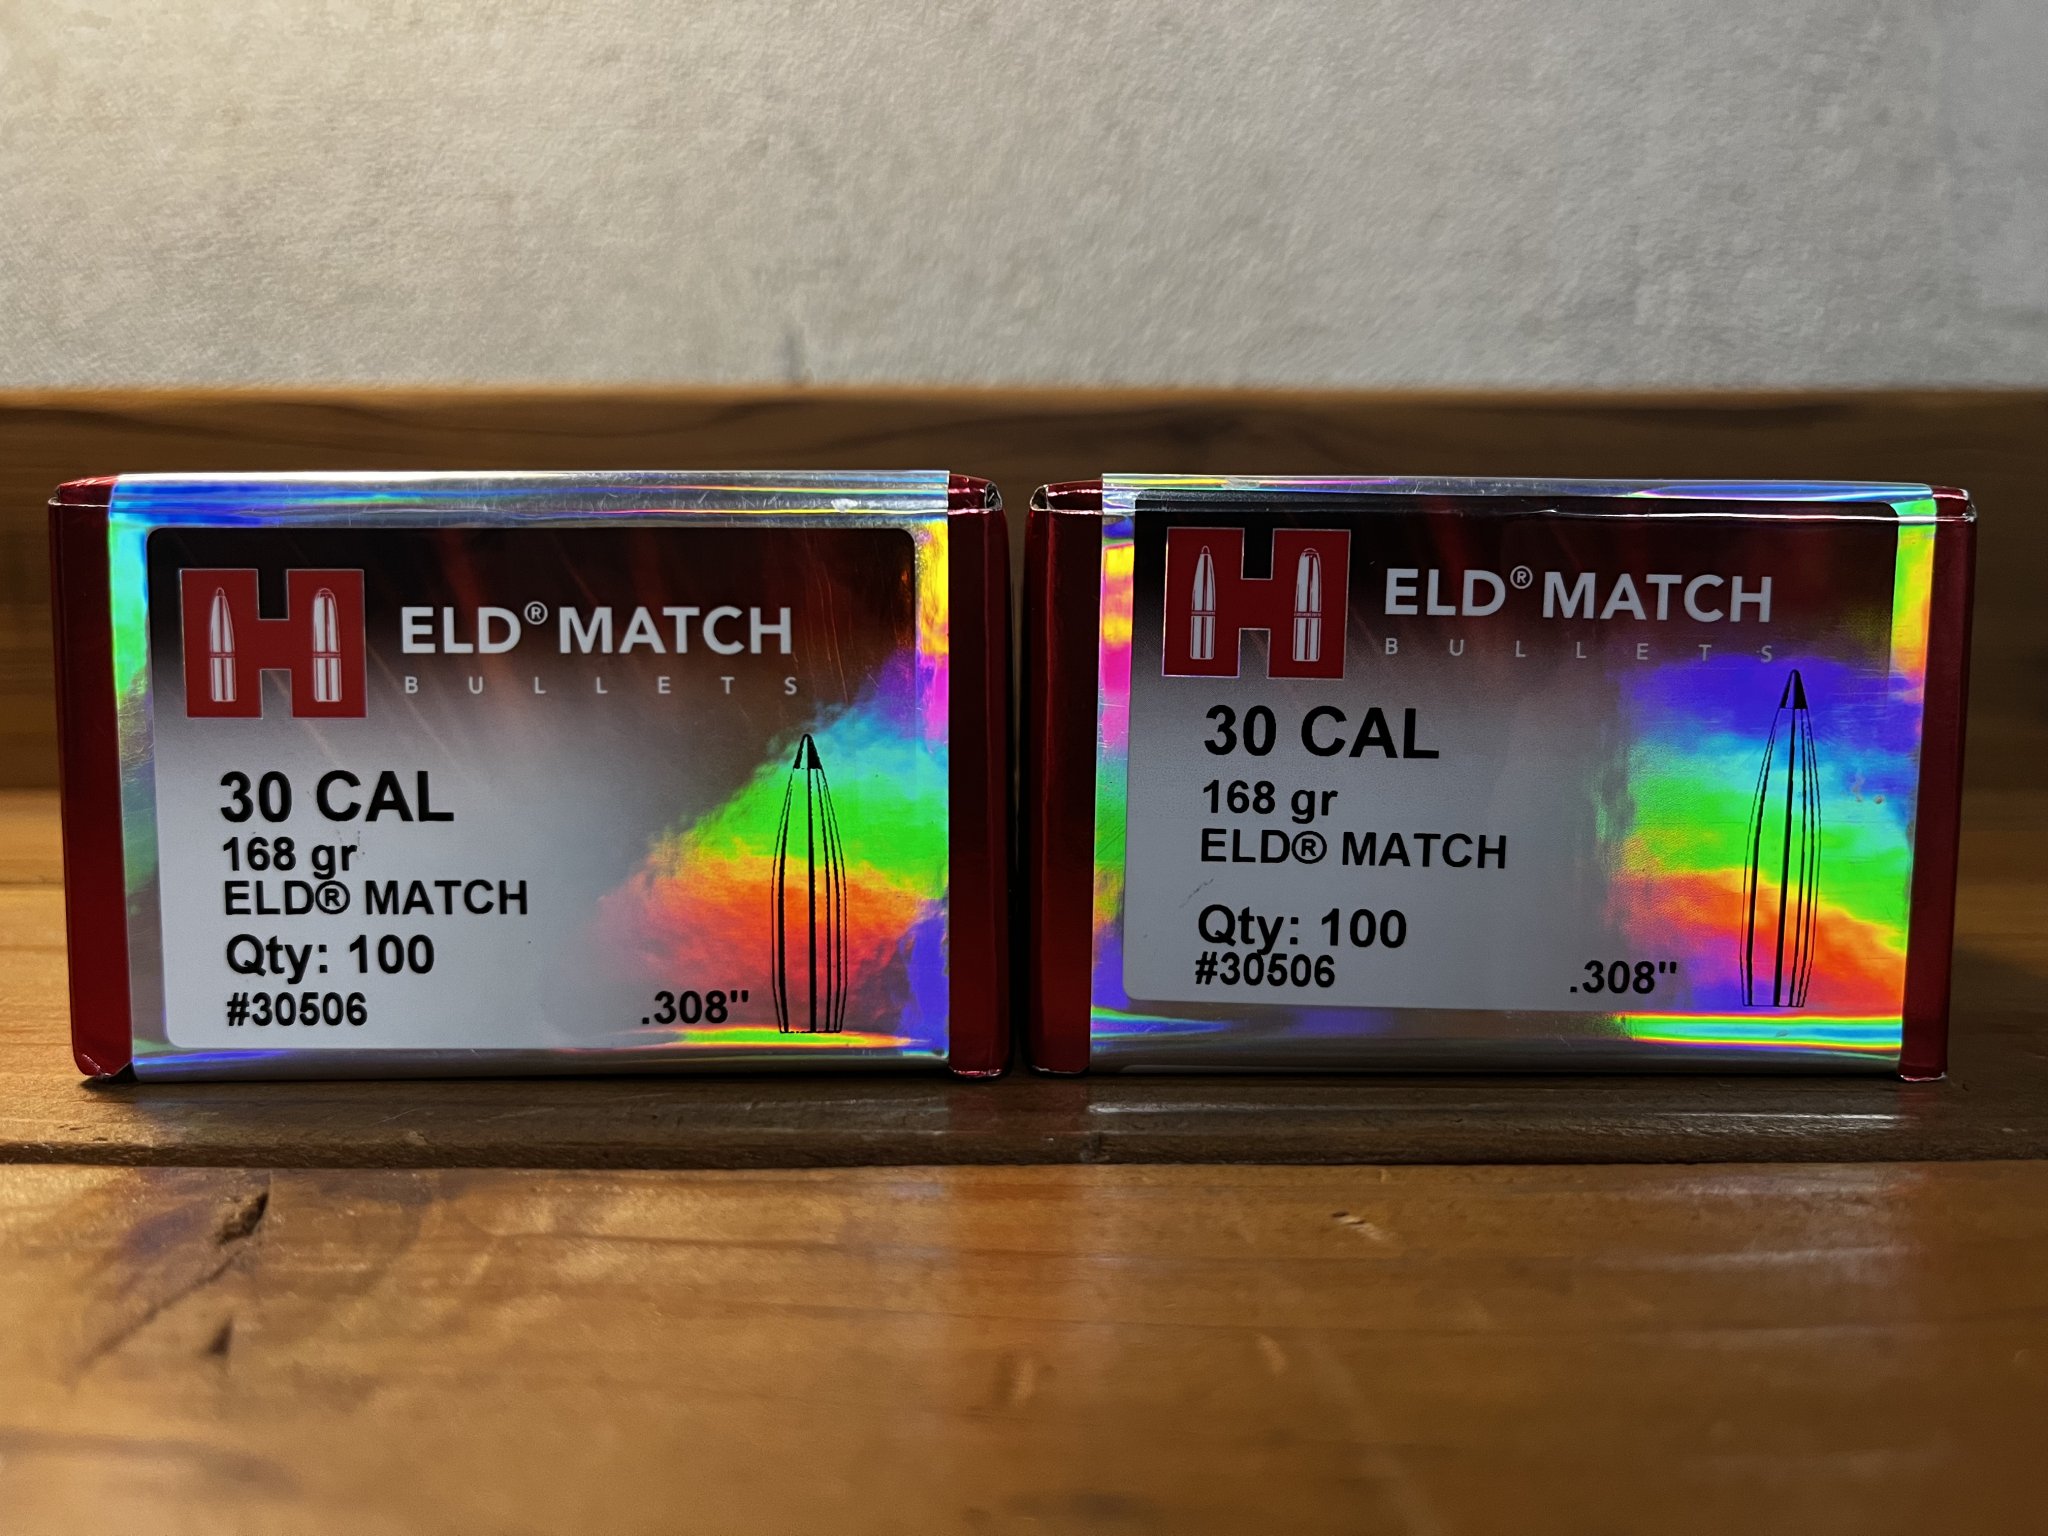 H ELD® MATCH
BULLETS
30 CAL
168 gr
ELD® MATCH
Qty: 100
#30506
.308"
H ELD® MATCH
BULLETS
30 CAL
168 gr
ELD® MATCH
Qty: 100
#30506
.308"